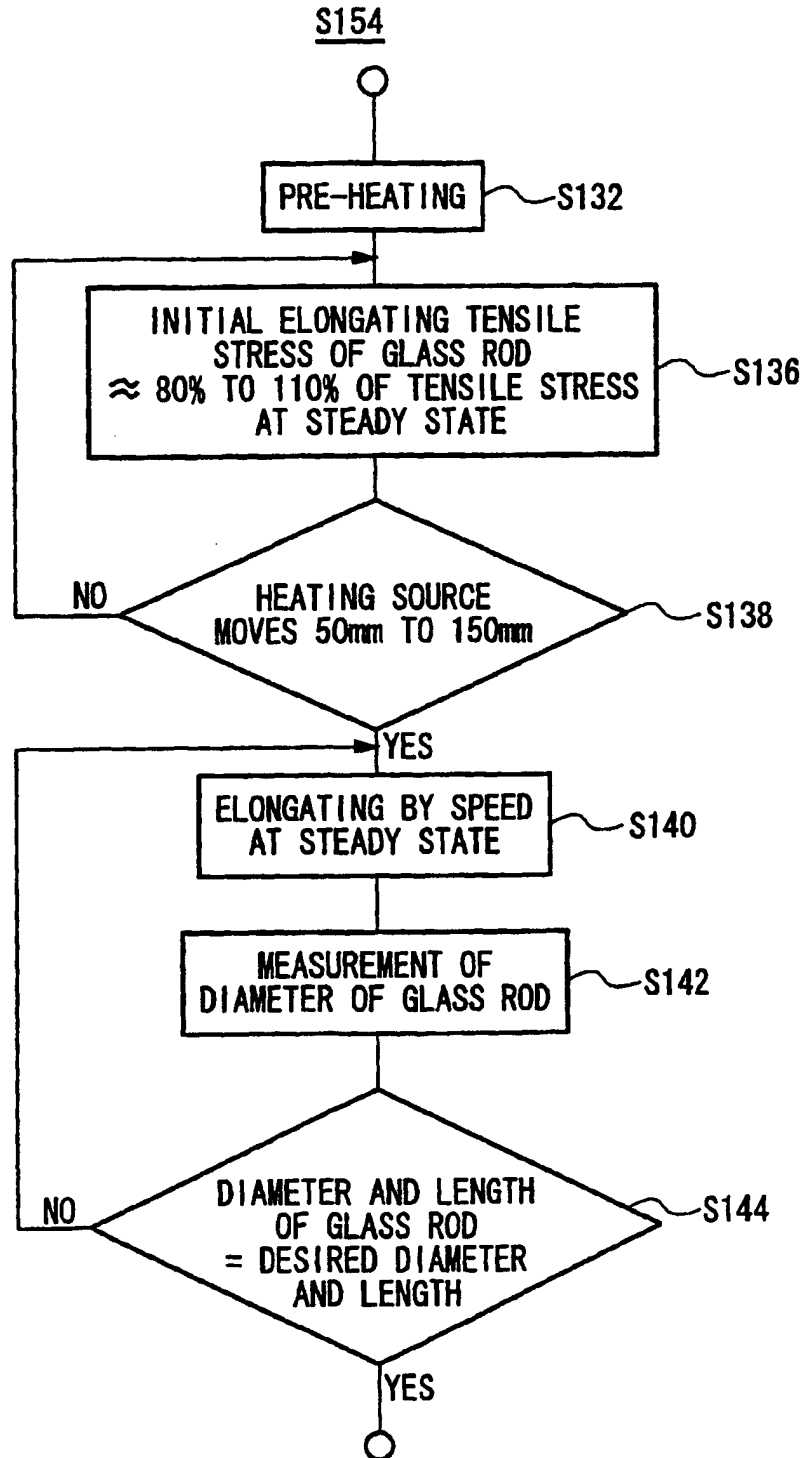 S154
PRE-HEATING
S132
INITIAL ELONGATING TENSILE
STRESS OF GLASS ROD
≈ 80% TO 110% OF TENSILE STRESS
AT STEADY STATE
S136
NO
HEATING SOURCE
MOVES 50mm TO 150mm
S138
YES
ELONGATING BY SPEED
AT STEADY STATE
S140
MEASUREMENT OF
DIAMETER OF GLASS ROD
S142
NO
DIAMETER AND LENGTH
OF GLASS ROD
= DESIRED DIAMETER
AND LENGTH
S144
YES